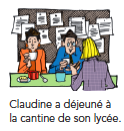 Claudine a déjeuné à
la cantine de son lycée.